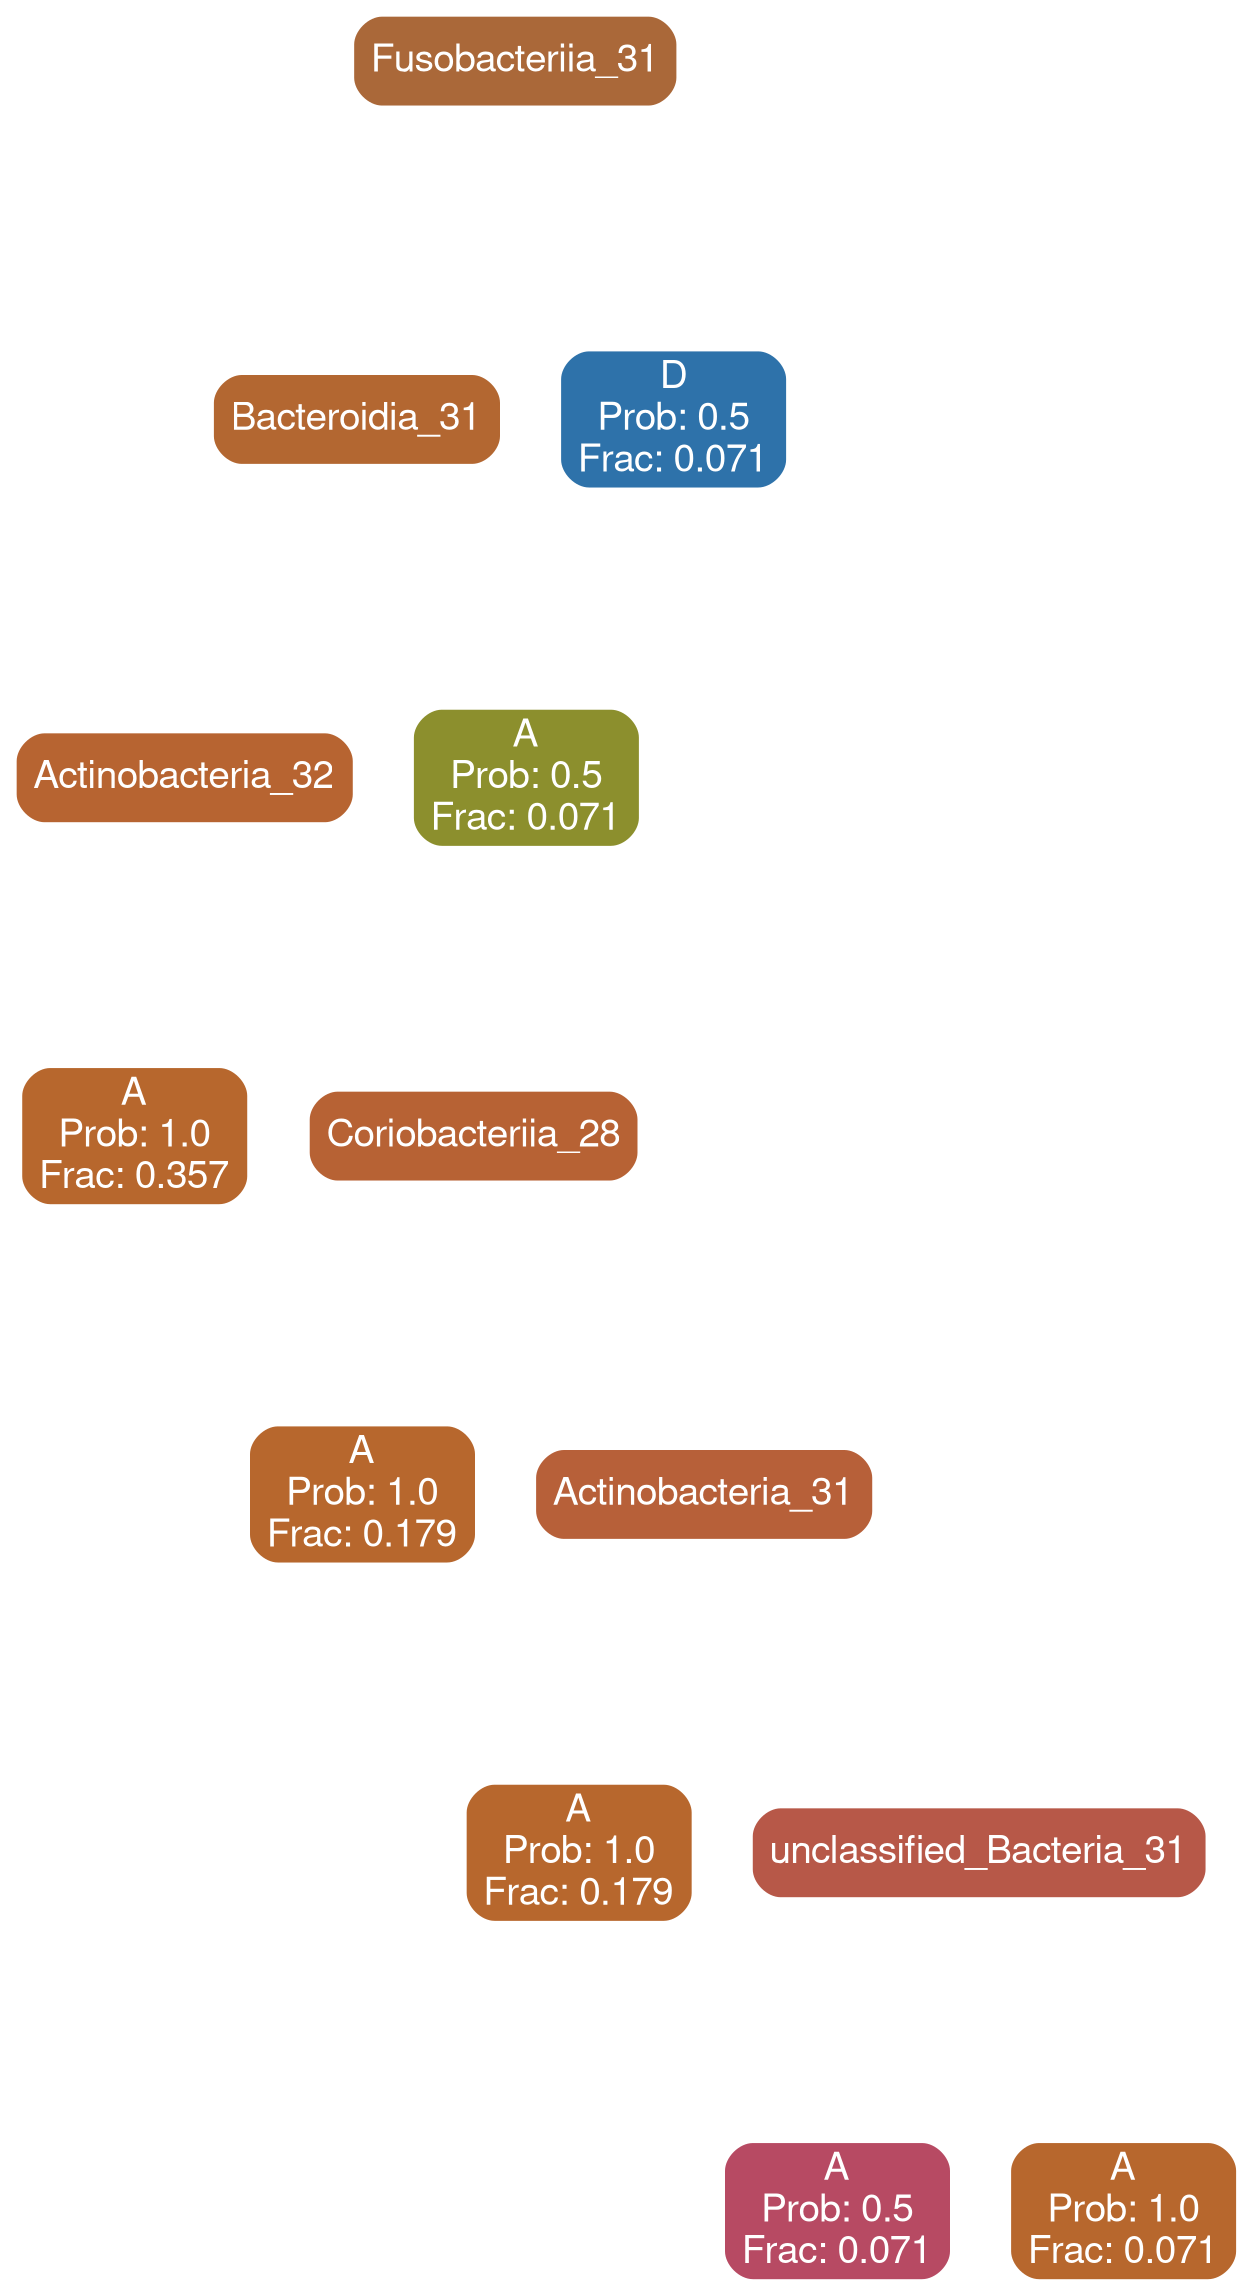 Fusobacteriia_31
Bacteroidia_31
D
Prob: 0.5
Frac: 0.071
Actinobacteria_32
A
Prob: 0.5
Frac: 0.071
A
Prob: 1.0
Frac: 0.357
Coriobacteriia_28
A
Prob: 1.0
Frac: 0.179
Actinobacteria_31
A
Prob: 1.0
Frac: 0.179
unclassified_Bacteria_31
A
Prob: 0.5
Frac: 0.071
A
Prob: 1.0
Frac: 0.071